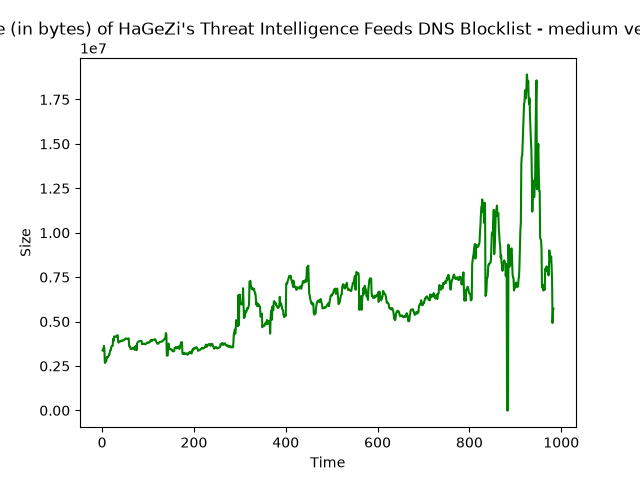 e (in bytes) of HaGeZi's Threat Intelligence Feeds DNS Blocklist - medium ve
1e7
1.75
1.50
1.25
1.00
0.75
0.50
0.25
0.00
Size
0 200 400 600 800 1000
Time